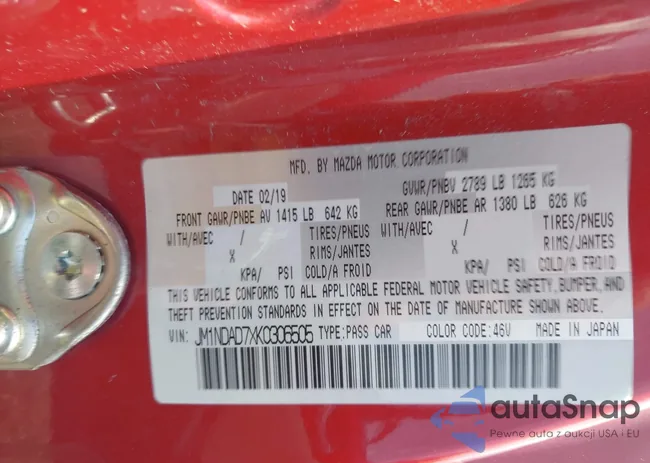 MFD. BY MAZDA MOTOR CORPORATION
DATE 02/19 GVWR/PNBV 2789 LB 1265 KG
FRONT GAWR/PNBE AV 1415 LB 642 KG REAR GAWR/PNBE AR 1380 LB 626 KG
WITH/AVEC / TIRES/PNEUS WITH/AVEC / TIRES/PNEUS
X RIMS/JANTES X RIMS/JANTES
KPA/ PSI COLD/A FROID KPA/ PSI COLD/A FROID
THIS VEHICLE CONFORMS TO ALL APPLICABLE FEDERAL MOTOR VEHICLE SAFETY, BUMPER, AND
THEFT PREVENTION STANDARDS IN EFFECT ON THE DATE OF MANUFACTURE SHOWN ABOVE.
VIN: JM1NDAD7XK0306505 TYPE:PASS CAR COLOR CODE:46V MADE IN JAPAN
autoSnap
Pewne auta z aukcji USA i EU